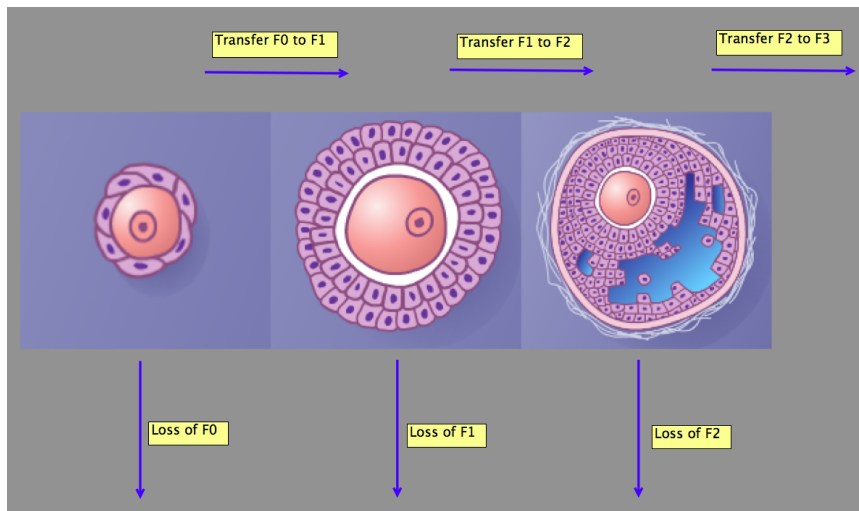 Transfer F0 to F1
Transfer F1 to F2
Transfer F2 to F3
Loss of F0
Loss of F1
Loss of F2